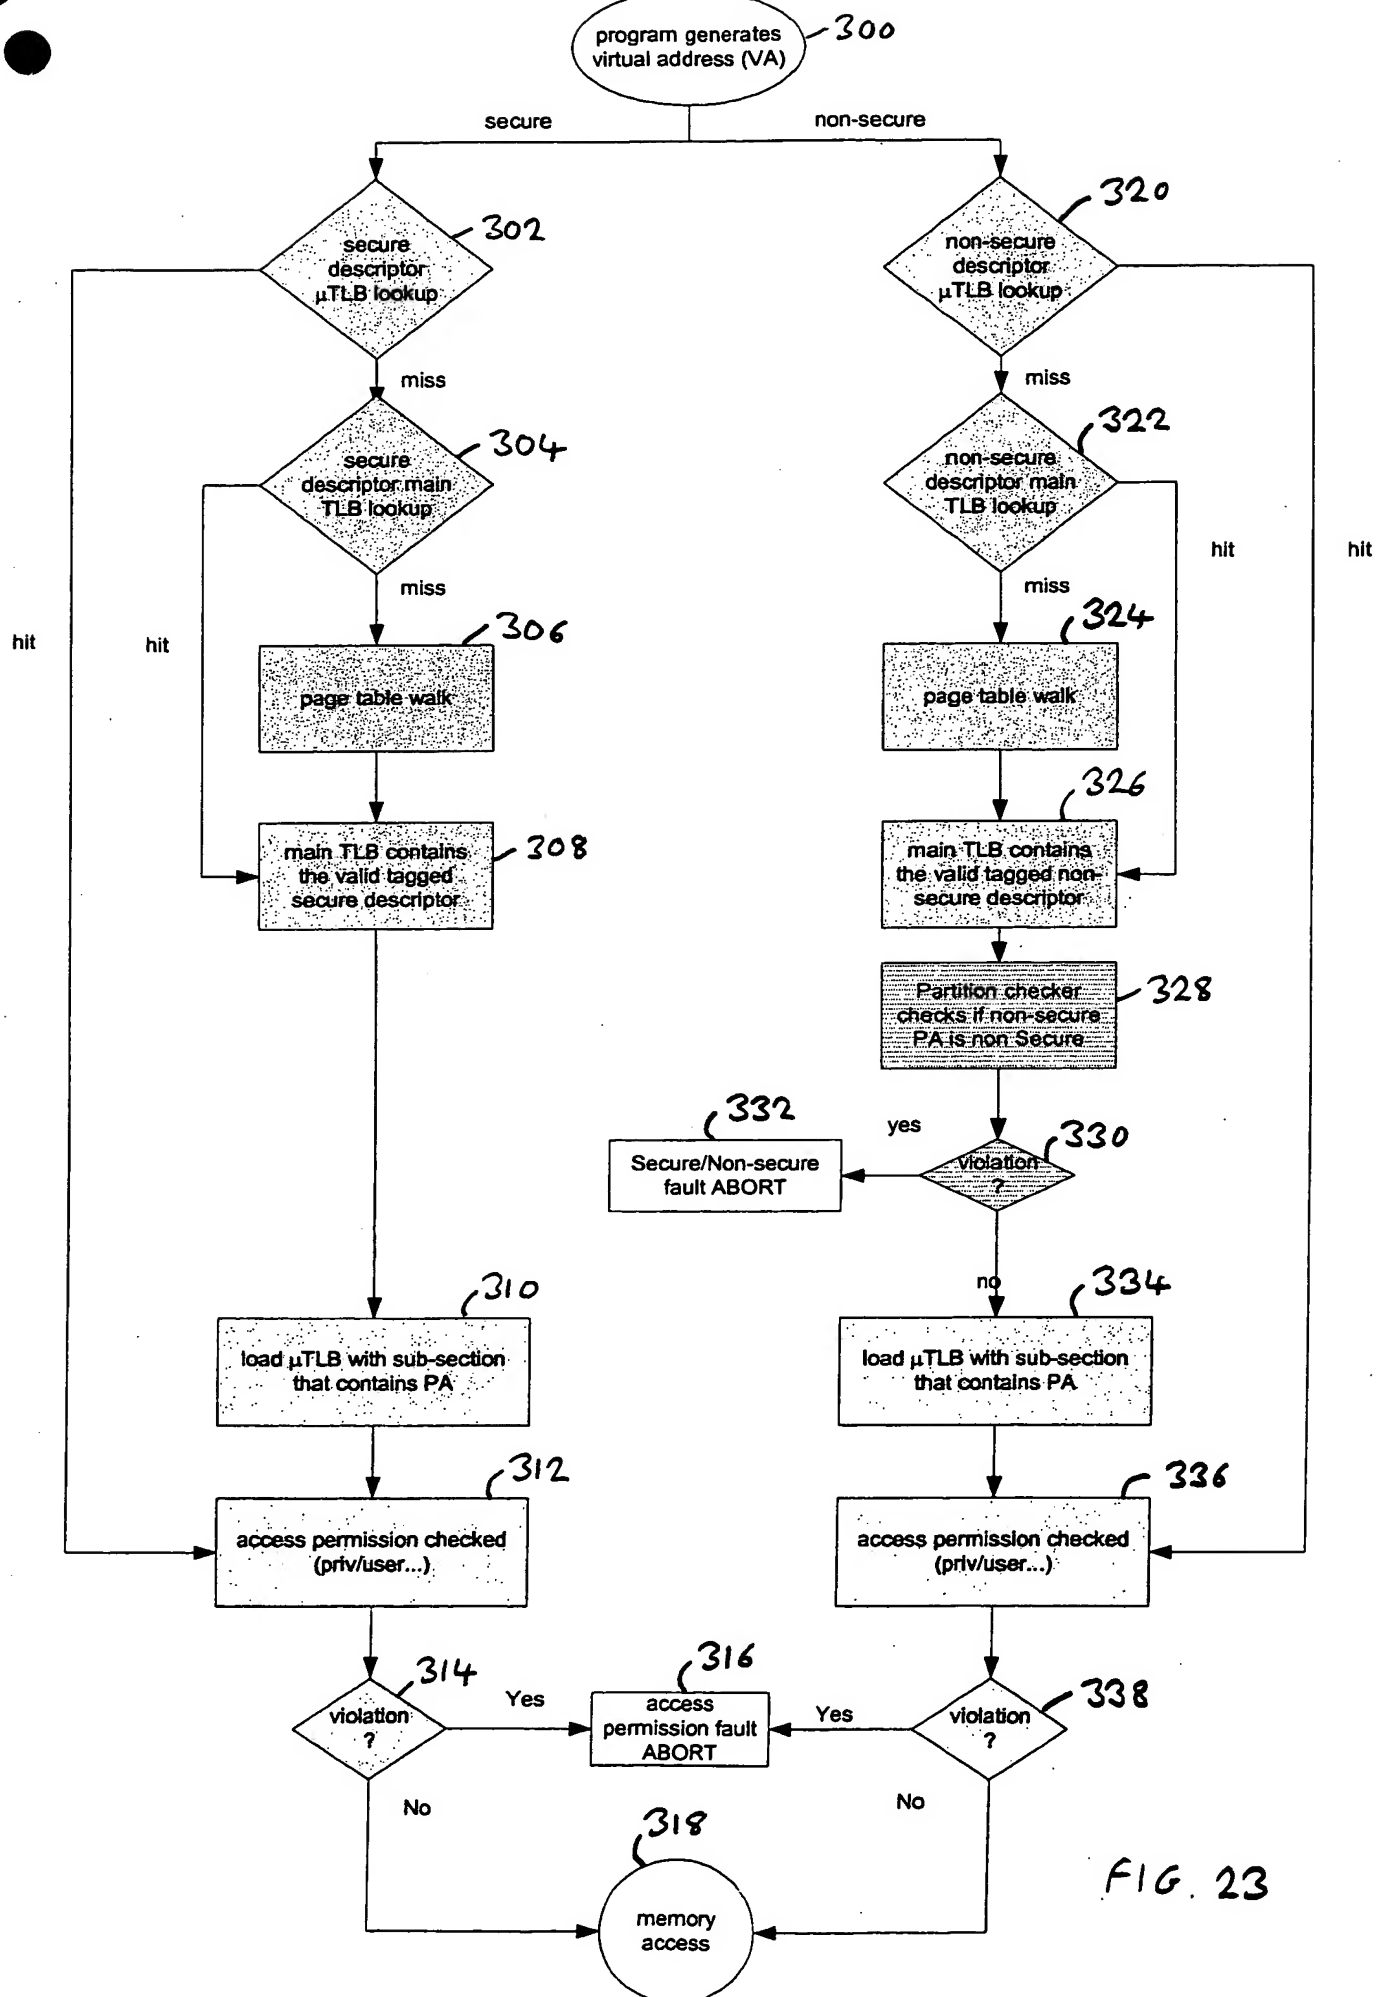 program generates
virtual address (VA)
300
secure
non-secure
secure
descriptor
μTLB lookup
302
non-secure
descriptor
μTLB lookup
320
miss
miss
secure
descriptor main
TLB lookup
304
non-secure
descriptor main
TLB lookup
322
hit
hit
miss
miss
hit
hit
page table walk
306
page table walk
324
main TLB contains
the valid tagged
secure descriptor
308
main TLB contains
the valid tagged non-
secure descriptor
326
Partition checker
checks if non-secure
PA is non Secure
328
332
yes
Secure/Non-secure
fault ABORT
violation
?
330
no
310
load μTLB with sub-section
that contains PA
334
load μTLB with sub-section
that contains PA
312
access permission checked
(priv/user...)
336
access permission checked
(priv/user...)
314
violation
?
Yes
316
access
permission fault
ABORT
Yes
violation
?
338
No
No
318
memory
access
FIG. 23